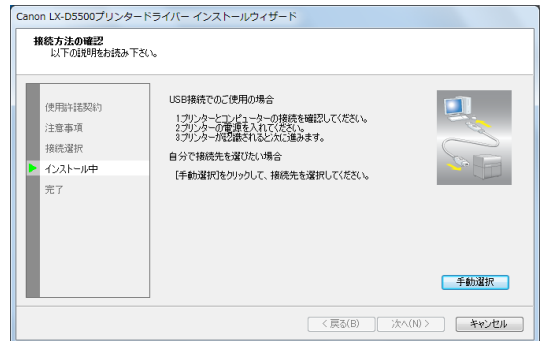 Canon LX-D5500プリンタードライバー インストールウィザード
接続方法の確認
以下の説明をお読み下さい。
使用許諾契約
注意事項
接続選択
インストール中
完了
USB接続でのご使用の場合
1.プリンターとコンピューターの接続を確認してください。
2.プリンターの電源を入れてください。
3.プリンターが認識されると次に進みます。
自分で接続先を選びたい場合
[手動選択]をクリックして、接続先を選択してください。
手動選択
< 戻る(B)
次へ(N) >
キャンセル